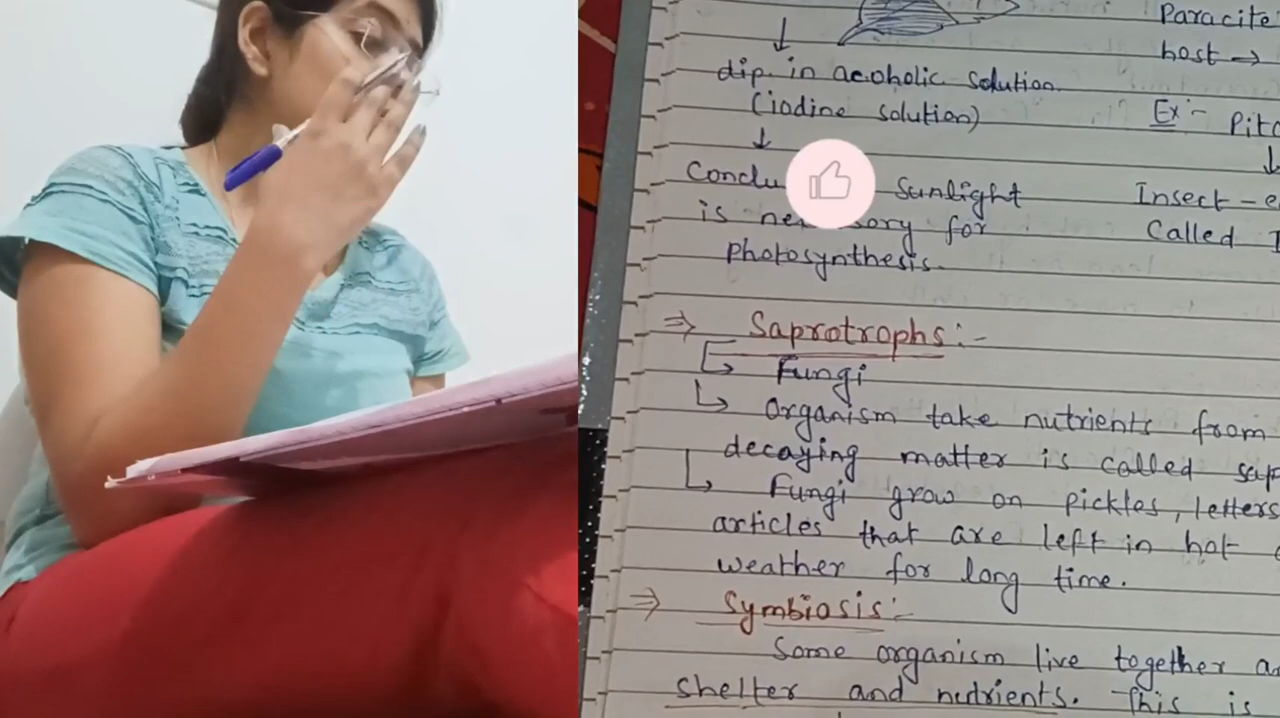 dip in acoholic solution.
(iodine solution)
Conclu Sunlight
is necessory for
photosynthesis.
⇒ Saprotrophs:-
Fungi
organism take nutrients from
decaying matter is called sap
Fungi grow on pickles, letters
articles that are left in hot
weather for long time.
⇒ Symbiosis:-
Some organism live together a
shelter and nutrients. This is
Paracite
host →
Ex:- Pit
Insect-e
Called I